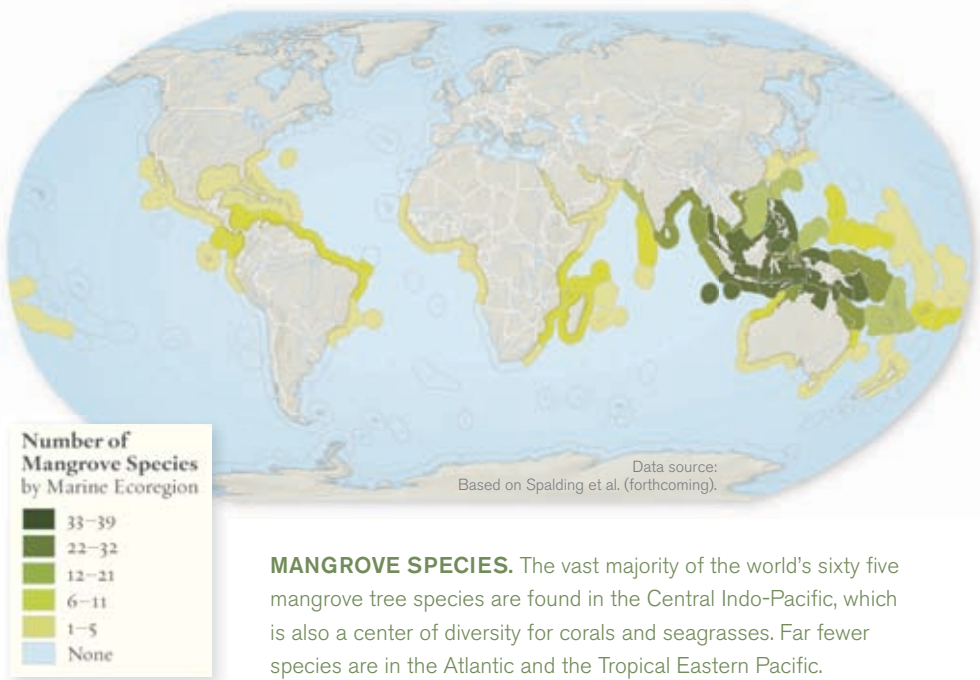 Data source:
Based on Spalding et al. (forthcoming).
Number of
Mangrove Species
by Marine Ecoregion
33–39
22–32
12–21
6–11
1–5
None
MANGROVE SPECIES. The vast majority of the world's sixty five
mangrove tree species are found in the Central Indo-Pacific, which
is also a center of diversity for corals and seagrasses. Far fewer
species are in the Atlantic and the Tropical Eastern Pacific.